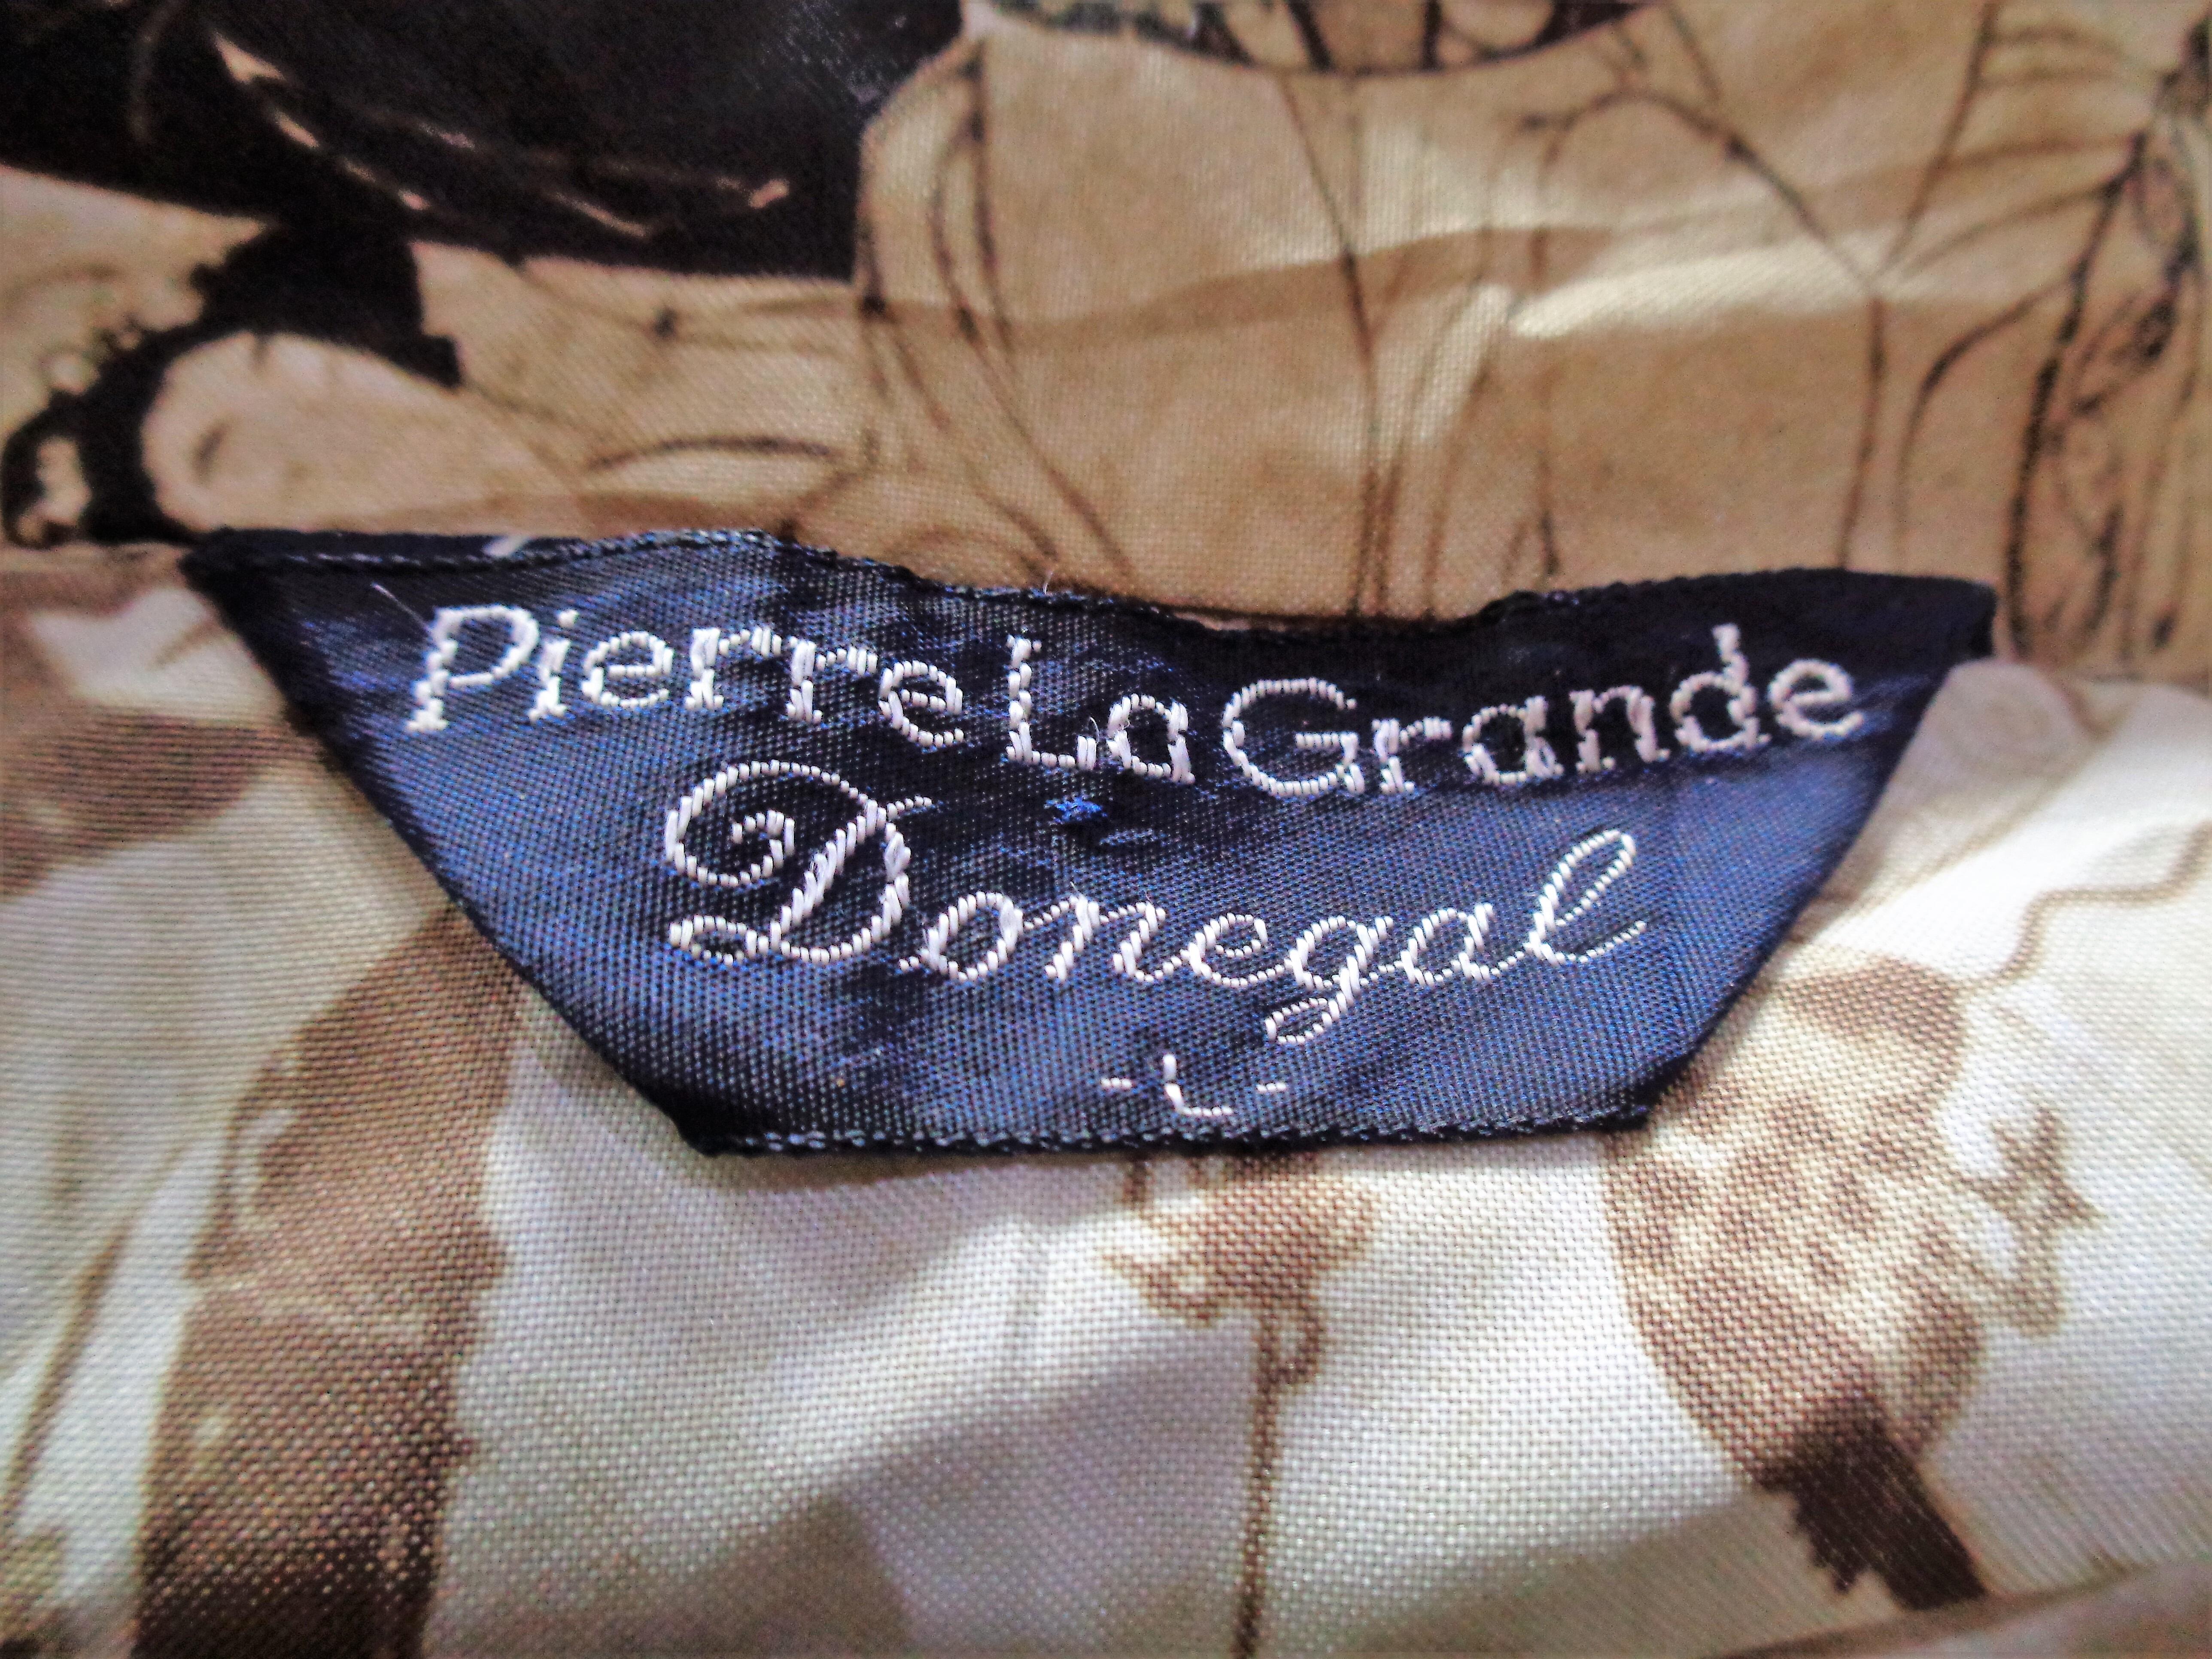 Pierre La Grande
Donegal
-L-